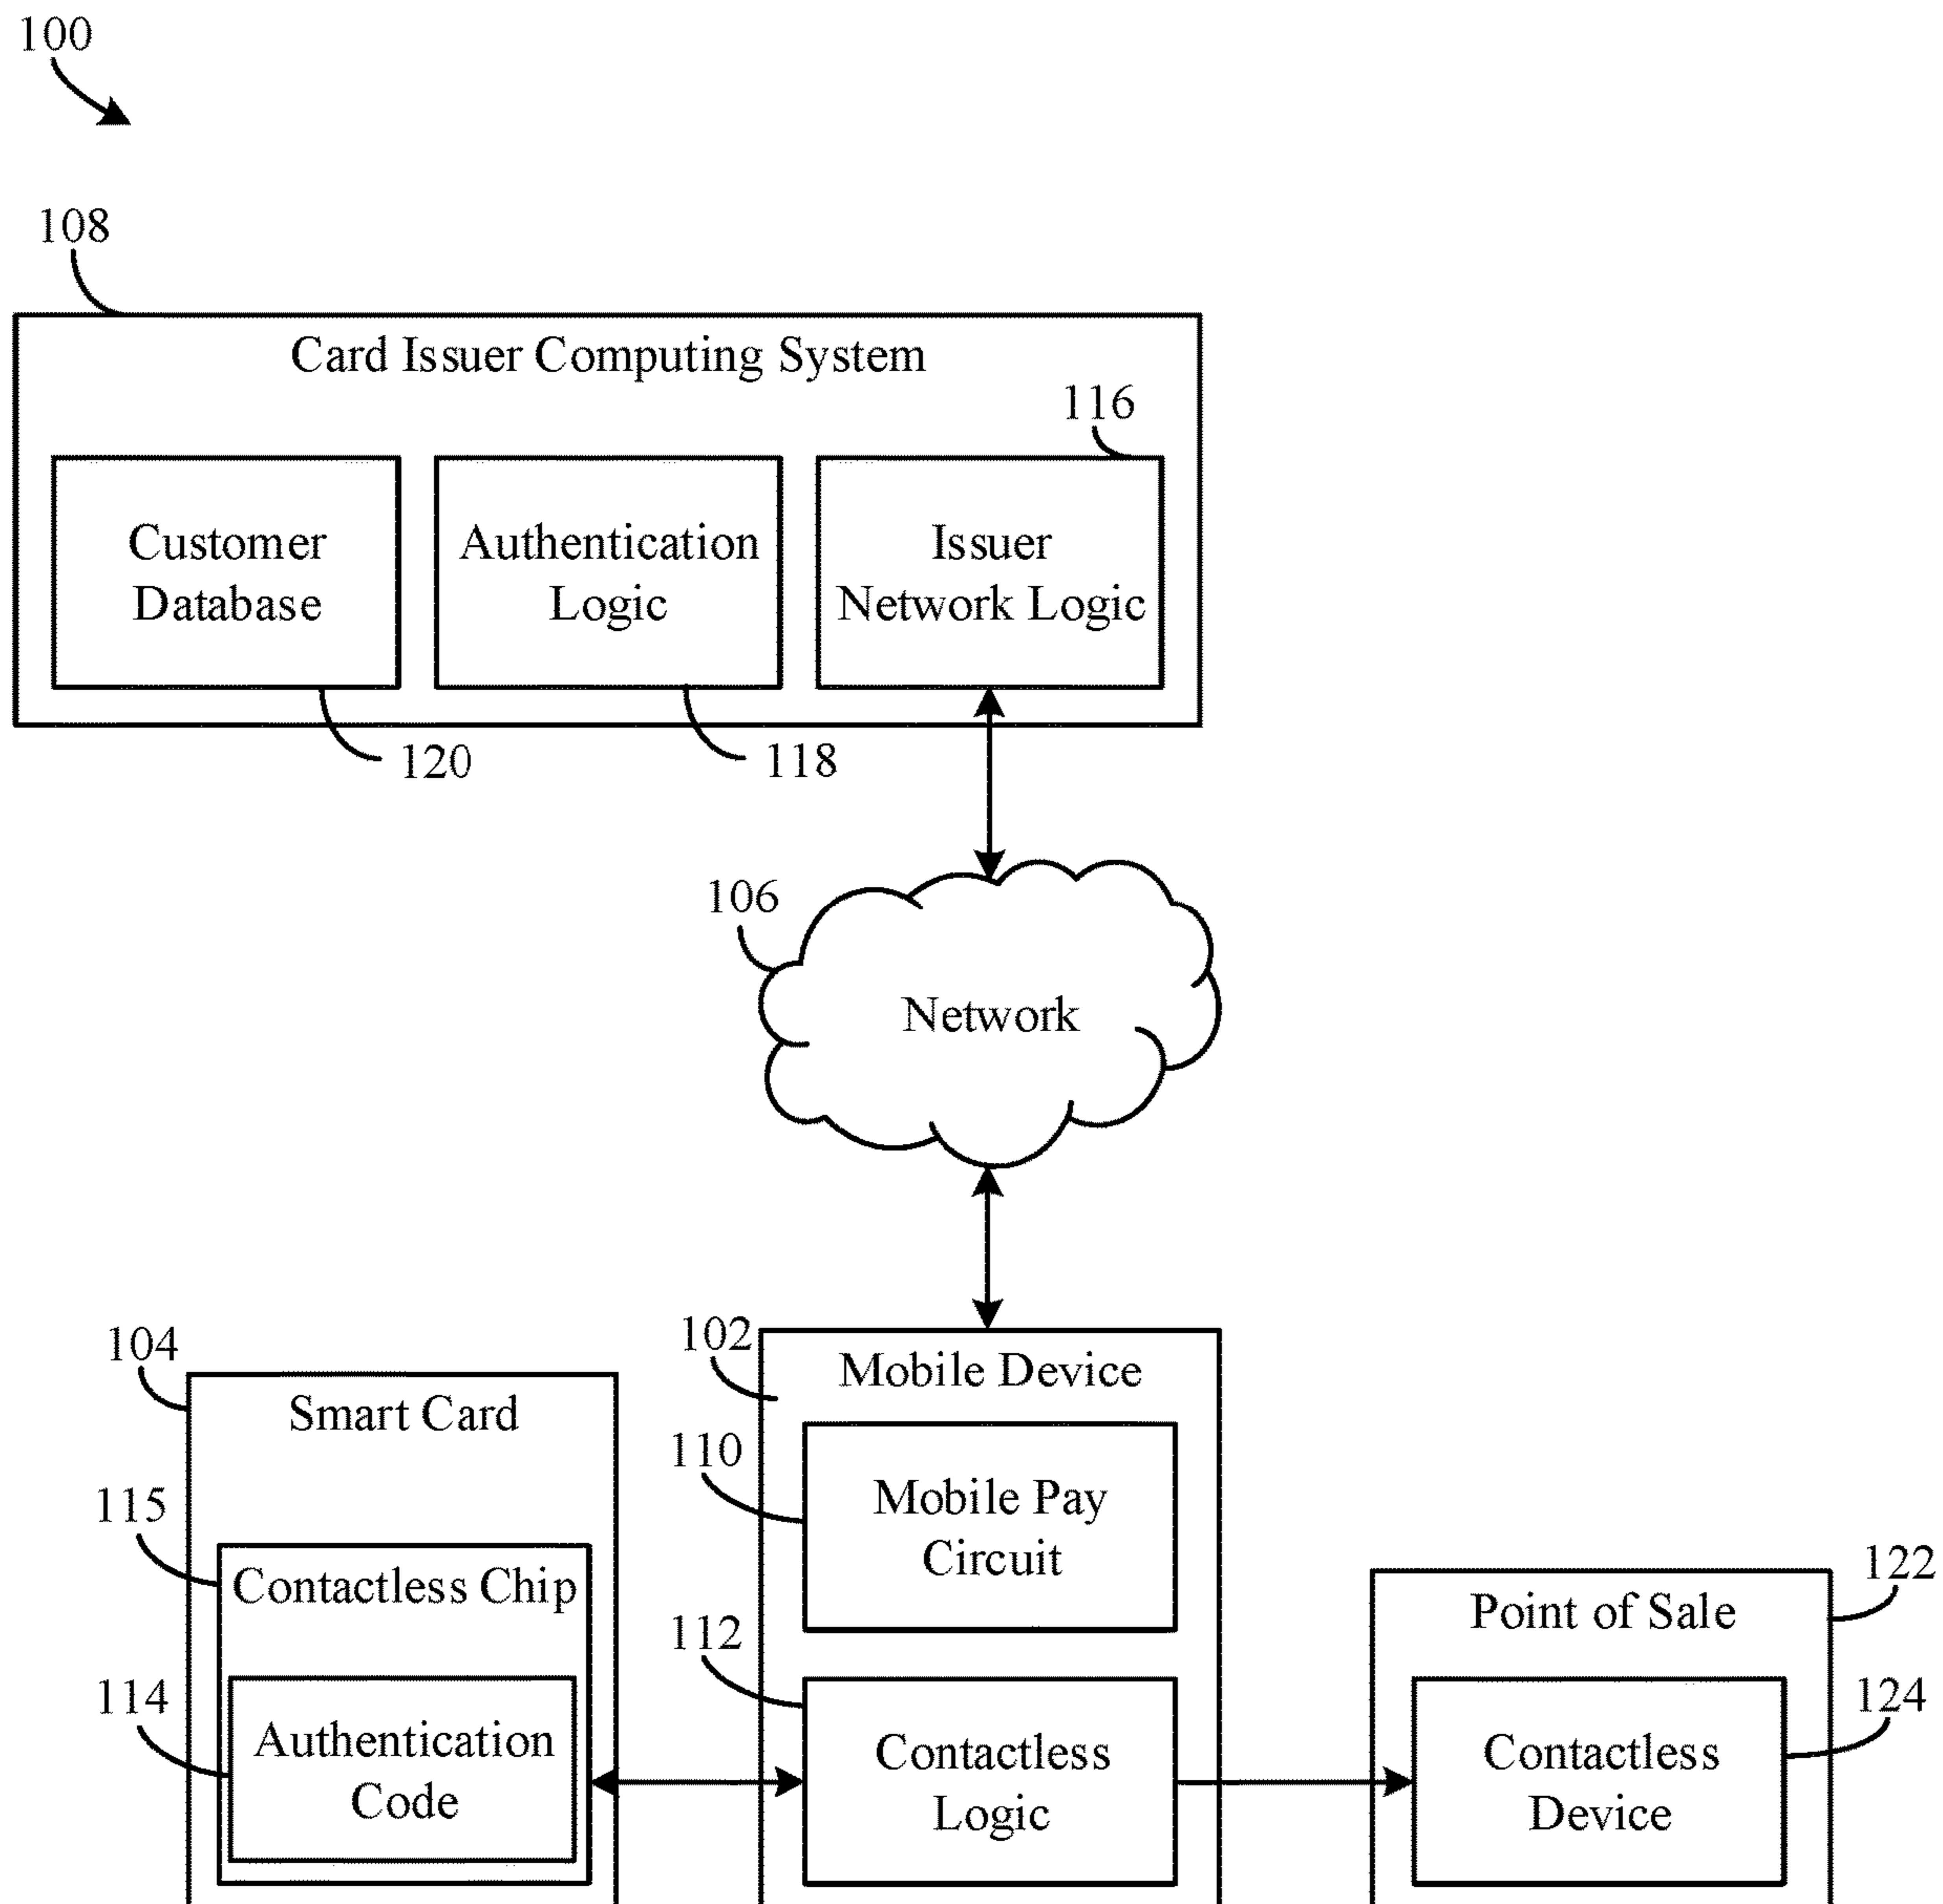 100
108
Card Issuer Computing System
116
Customer
Database
Authentication
Logic
Issuer
Network Logic
120
118
106
Network
104
Smart Card
115
Contactless Chip
114
Authentication
Code
102
Mobile Device
110
Mobile Pay
Circuit
112
Contactless
Logic
122
Point of Sale
124
Contactless
Device